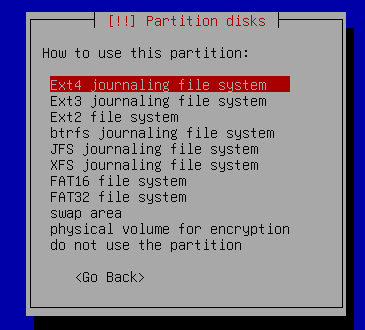 [!!] Partition disks
How to use this partition:
Ext4 journaling file system
Ext3 journaling file system
Ext2 file system
btrfs journaling file system
JFS journaling file system
XFS journaling file system
FAT16 file system
FAT32 file system
swap area
physical volume for encryption
do not use the partition
<Go Back>